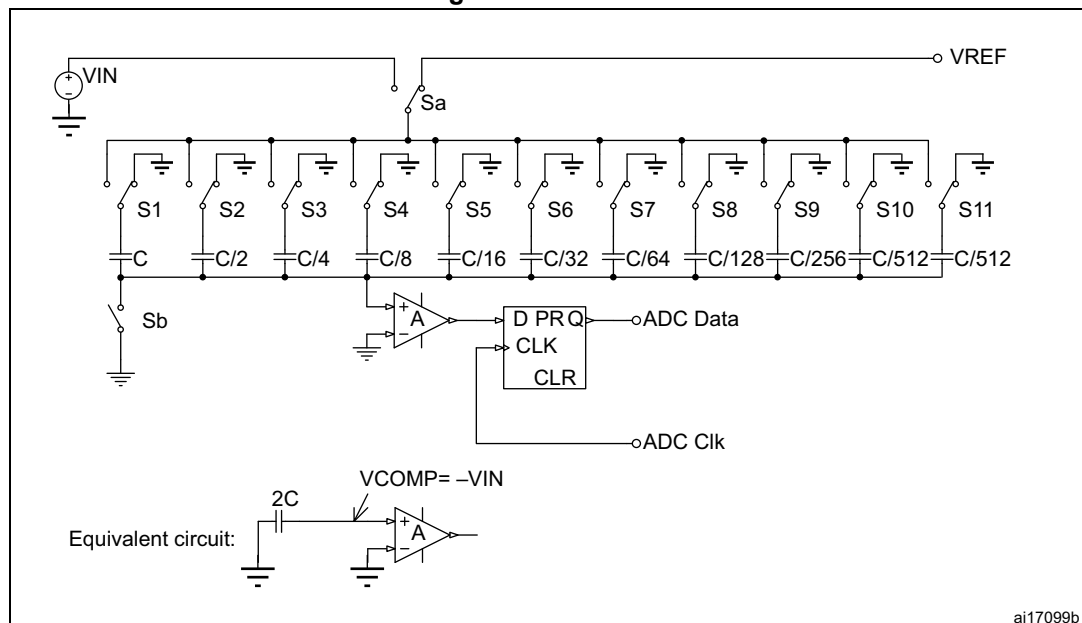 VIN
VREF
Sa
S1 S2 S3 S4 S5 S6 S7 S8 S9 S10 S11
C C/2 C/4 C/8 C/16 C/32 C/64 C/128 C/256 C/512 C/512
Sb
+
A
−
D PR Q
ADC Data
CLK
CLR
ADC Clk
VCOMP= –VIN
2C
+
A
−
Equivalent circuit:
ai17099b